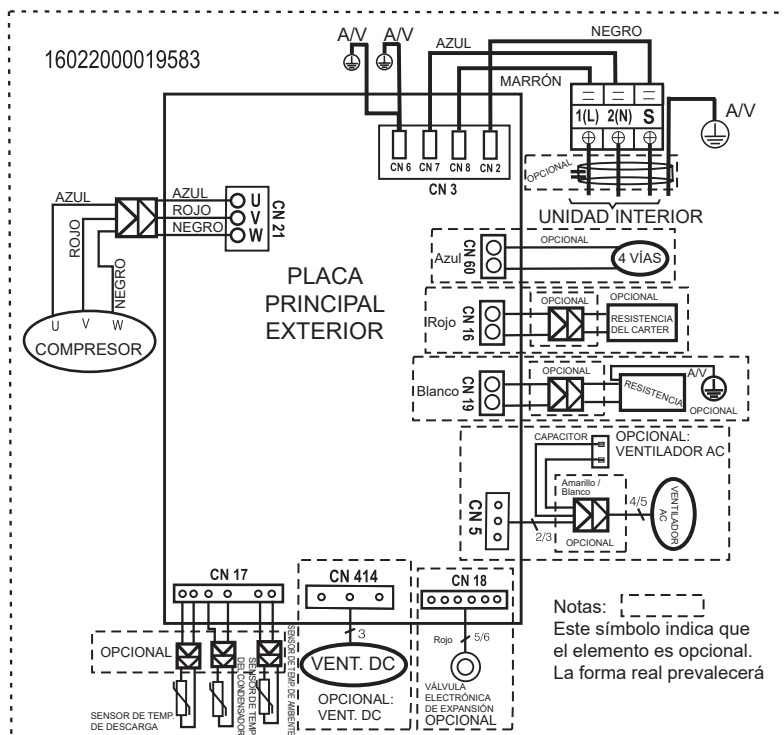 16022000019583
A/V
A/V
AZUL
NEGRO
MARRÓN
1(L) 2(N) S
A/V
CN 6 CN 7 CN 8 CN 2
CN 3
OPCIONAL
UNIDAD INTERIOR
AZUL
ROJO
NEGRO
U
V
W
CN 21
AZUL
ROJO
NEGRO
U V W
COMPRESOR
PLACA
PRINCIPAL
EXTERIOR
Azul
CN 60
OPCIONAL
4 VÍAS
Rojo
CN 16
OPCIONAL
OPCIONAL
RESISTENCIA
DEL CARTER
Blanco
CN 19
OPCIONAL
RESISTENCIA
A/V
OPCIONAL
CAPACITOR
OPCIONAL:
VENTILADOR AC
CN 5
2/3
Amarillo /
Blanco
OPCIONAL
4/5
VENTILADOR
AC
CN 17
OPCIONAL
SENSOR DE TEMP.
DE DESCARGA
SENSOR DE TEMP.
DEL CONDENSADOR
SENSOR DE TEMP DE AMBIENTE
CN 414
3
VENT. DC
OPCIONAL:
VENT. DC
CN 18
Rojo
5/6
VÁLVULA
ELECTRÓNICA
DE EXPANSIÓN
OPCIONAL
Notas:
Este símbolo indica que
el elemento es opcional.
La forma real prevalecerá